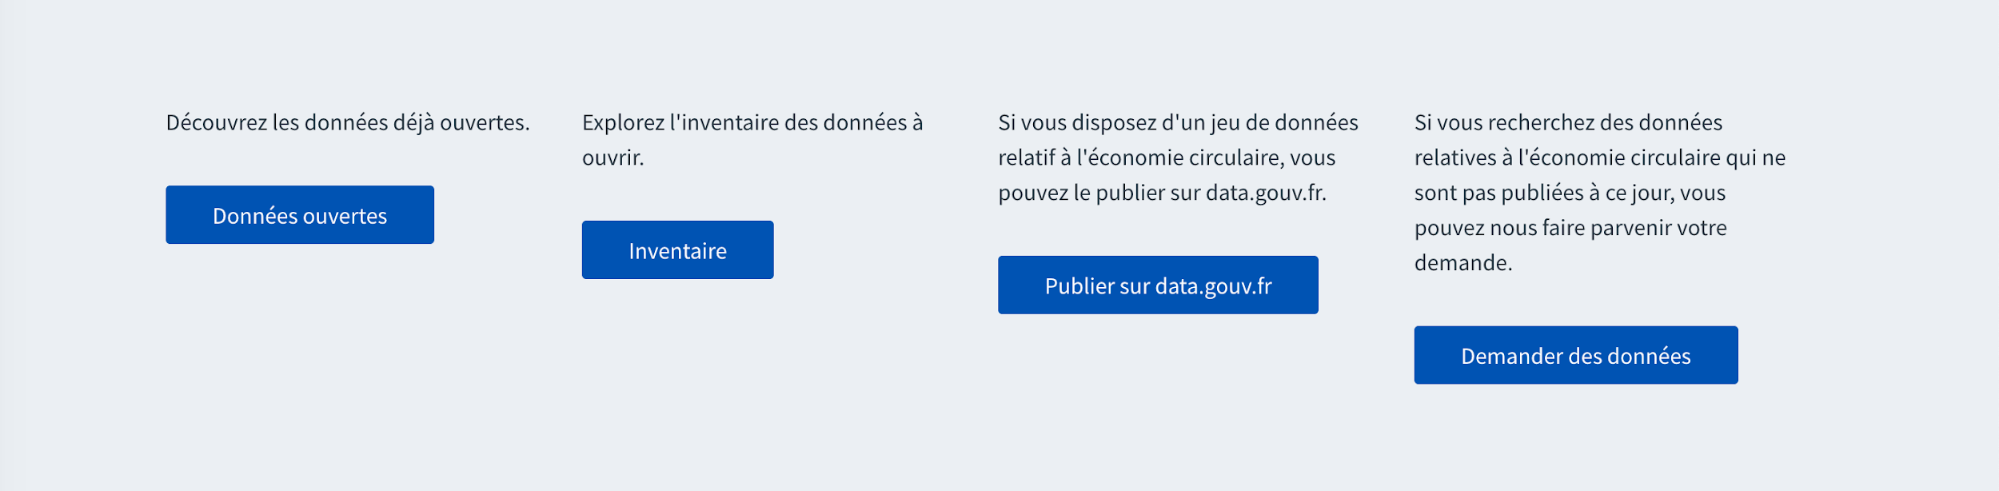 Découvrez les données déjà ouvertes.
Données ouvertes
Explorez l'inventaire des données à
ouvrir.
Inventaire
Si vous disposez d'un jeu de données
relatif à l'économie circulaire, vous
pouvez le publier sur data.gouv.fr.
Publier sur data.gouv.fr
Si vous recherchez des données
relatives à l'économie circulaire qui ne
sont pas publiées à ce jour, vous
pouvez nous faire parvenir votre
demande.
Demander des données